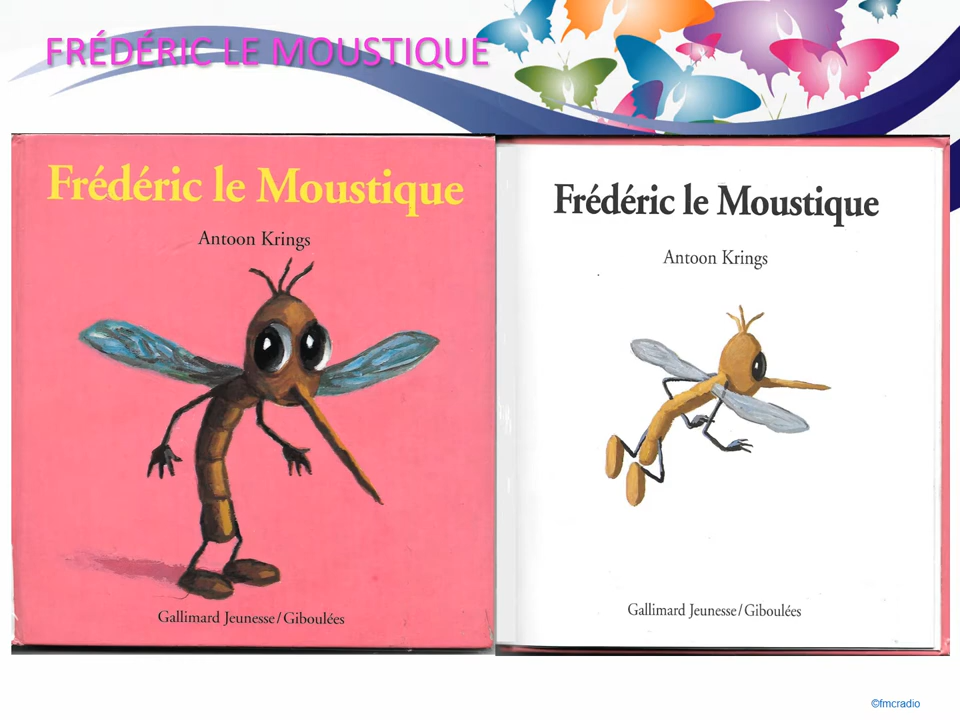 FRÉDÉRIC LE MOUSTIQUE
Frédéric le Moustique
Antoon Krings
Gallimard Jeunesse/Giboulées
Frédéric le Moustique
Antoon Krings
Gallimard Jeunesse/Giboulées
©fmcradio